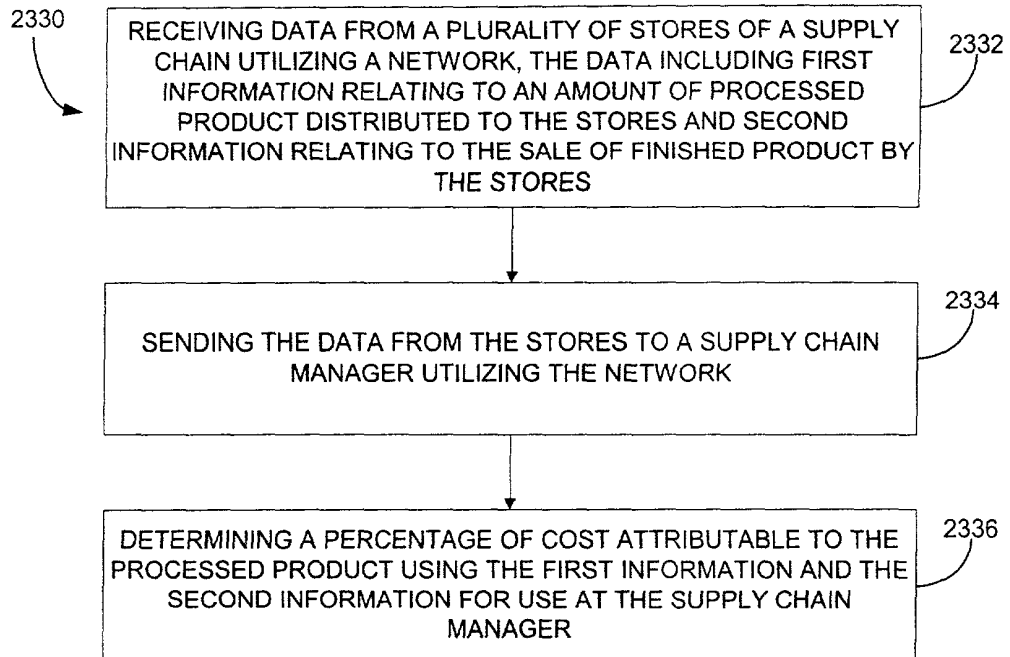 2330
RECEIVING DATA FROM A PLURALITY OF STORES OF A SUPPLY
CHAIN UTILIZING A NETWORK, THE DATA INCLUDING FIRST
INFORMATION RELATING TO AN AMOUNT OF PROCESSED
PRODUCT DISTRIBUTED TO THE STORES AND SECOND
INFORMATION RELATING TO THE SALE OF FINISHED PRODUCT BY
THE STORES
2332
SENDING THE DATA FROM THE STORES TO A SUPPLY CHAIN
MANAGER UTILIZING THE NETWORK
2334
DETERMINING A PERCENTAGE OF COST ATTRIBUTABLE TO THE
PROCESSED PRODUCT USING THE FIRST INFORMATION AND THE
SECOND INFORMATION FOR USE AT THE SUPPLY CHAIN
MANAGER
2336